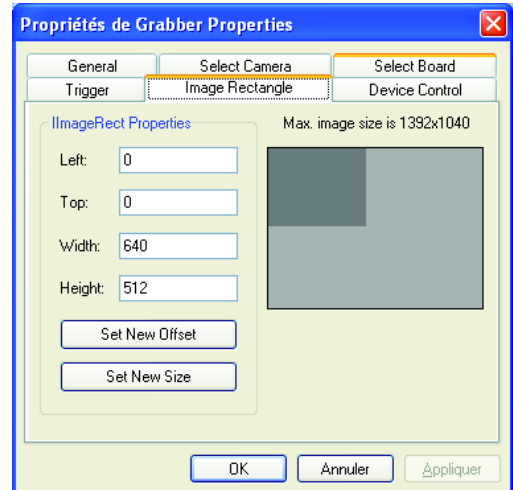 Propriétés de Grabber Properties
General
Select Camera
Select Board
Trigger
Image Rectangle
Device Control
IImageRect Properties
Max. image size is 1392x1040
Left: 0
Top: 0
Width: 640
Height: 512
Set New Offset
Set New Size
OK
Annuler
Appliquer